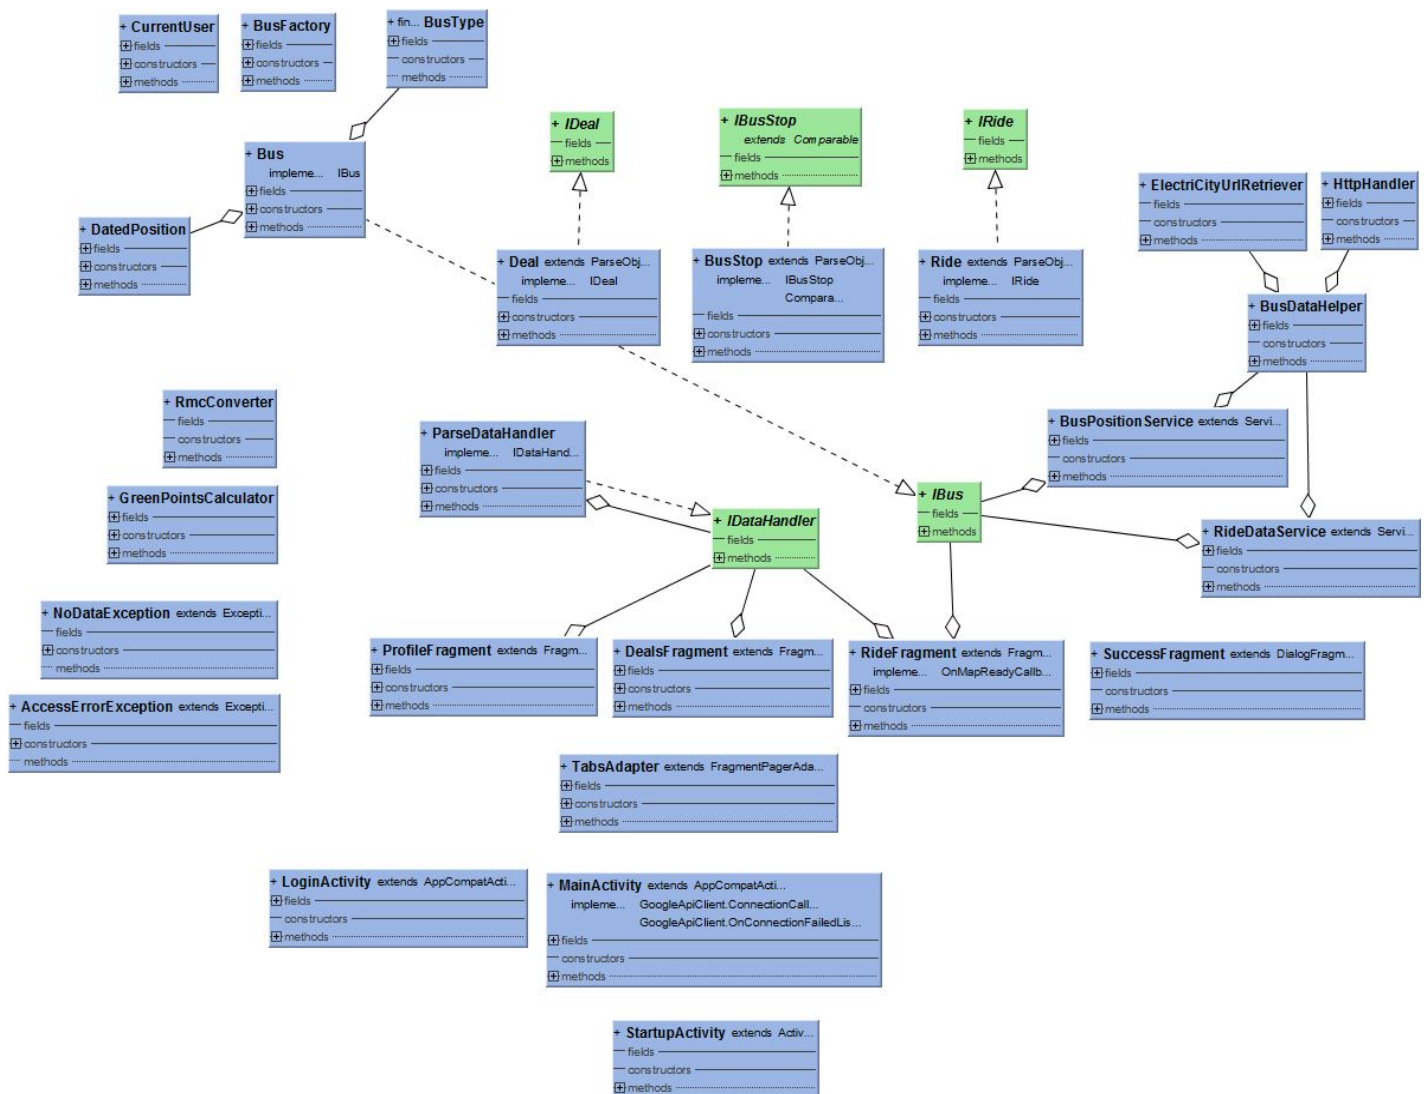 + CurrentUser
fields
constructors
methods
+ BusFactory
fields
constructors
methods
+ fin... BusType
fields
constructors
methods
+ Bus
impleme... IBus
fields
constructors
methods
+ DatedPosition
fields
constructors
methods
+ IDeal
fields
methods
+ IBusStop
extends Comparable
fields
methods
+ IRide
fields
methods
+ ElectriCityUrlRetriever
fields
constructors
methods
+ HttpHandler
fields
constructors
methods
+ Deal extends ParseObj...
impleme... IDeal
fields
constructors
methods
+ BusStop extends ParseObj...
impleme... IBusStop
Compara...
fields
constructors
methods
+ Ride extends ParseObj...
impleme... IRide
fields
constructors
methods
+ BusDataHelper
fields
constructors
methods
+ RmcConverter
fields
constructors
methods
+ ParseDataHandler
impleme... IDataHand...
fields
constructors
methods
+ BusPositionService extends Servi...
fields
constructors
methods
+ GreenPointsCalculator
fields
constructors
methods
+ IDataHandler
fields
methods
+ IBus
fields
methods
+ RideDataService extends Servi...
fields
constructors
methods
+ NoDataException extends Excepti...
fields
constructors
methods
+ ProfileFragment extends Fragm...
fields
constructors
methods
+ DealsFragment extends Fragm...
fields
constructors
methods
+ RideFragment extends Fragm...
impleme... OnMapReadyCallb...
fields
constructors
methods
+ SuccessFragment extends DialogFragm...
fields
constructors
methods
+ AccessErrorException extends Excepti...
fields
constructors
methods
+ TabsAdapter extends FragmentPagerAda...
fields
constructors
methods
+ LoginActivity extends AppCompatActi...
fields
constructors
methods
+ MainActivity extends AppCompatActi...
impleme... GoogleApiClient.ConnectionCall...
GoogleApiClient.OnConnectionFailedLis...
fields
constructors
methods
+ StartupActivity extends Activ...
fields
constructors
methods